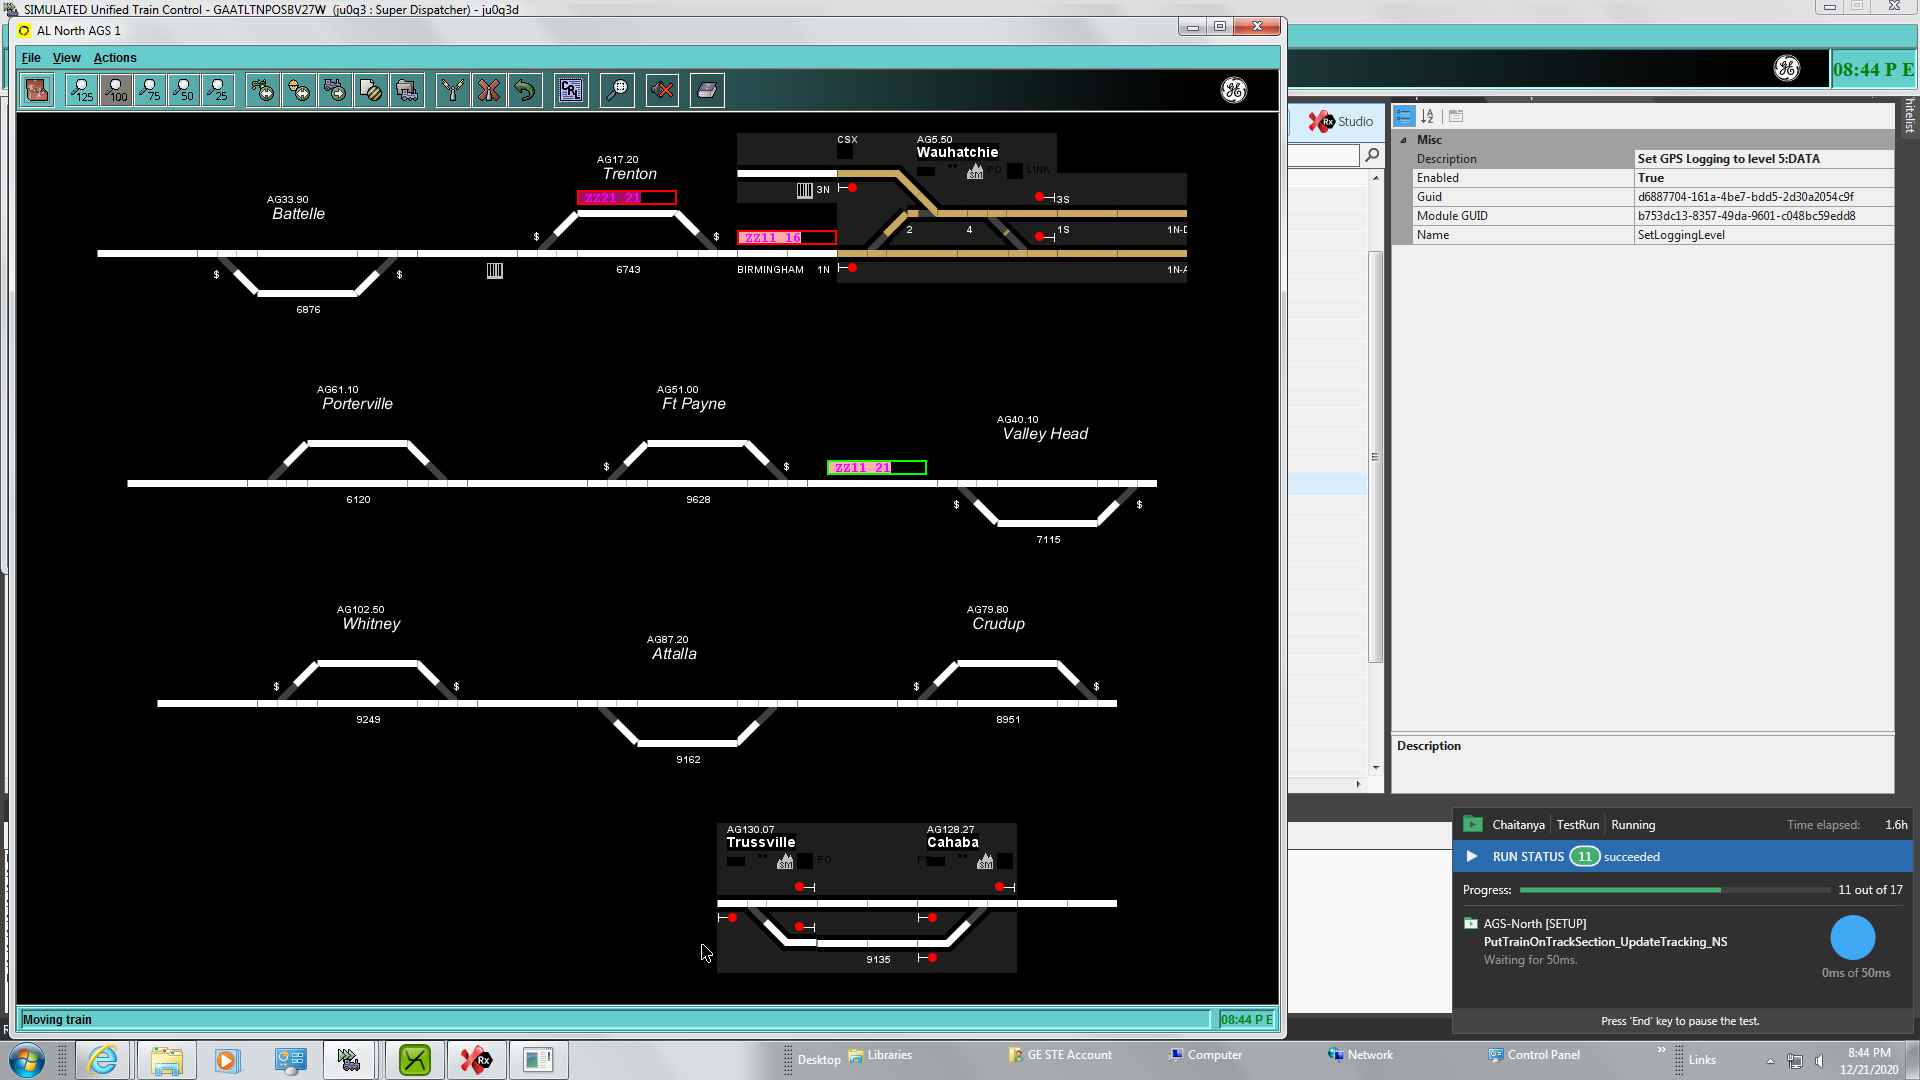 SIMULATED Unified Train Control - GAATLTNPOSBV27W (ju0q3 : Super Dispatcher) - ju0q3d
AL North AGS 1
File View Actions
125 100 75 50 25
CRL
08:44 P E
Studio
Misc
Description Set GPS Logging to level 5:DATA
Enabled True
Guid d6887704-161a-4be7-bdd5-2d30a2054c9f
Module GUID b753dc13-8357-49da-9601-c048bc59edd8
Name SetLoggingLevel
Description
CSX
AG5.50
Wauhatchie
SM PO LINK
AG17.20
Trenton
ZZ21 21
3N
3S
AG33.90
Battelle
$ $
ZZ11 16
2 4 1S 1N-D
$ $
6743
BIRMINGHAM 1N
1N-A
6876
AG61.10
Porterville
AG51.00
Ft Payne
AG40.10
Valley Head
$ $
ZZ11 21
6120
9628
$ $
7115
AG102.50
Whitney
AG87.20
Attalla
AG79.80
Crudup
$ $
$ $
9249
8951
9162
AG130.07
Trussville
AG128.27
Cahaba
SM PO
SM
9135
Moving train
08:44 P E
Chaitanya TestRun Running Time elapsed: 1.6h
RUN STATUS 11 succeeded
Progress: 11 out of 17
AGS-North [SETUP]
PutTrainOnTrackSection_UpdateTracking_NS
Waiting for 50ms.
0ms of 50ms
Press 'End' key to pause the test.
Desktop Libraries GE STE Account Computer Network Control Panel » Links
8:44 PM
12/21/2020